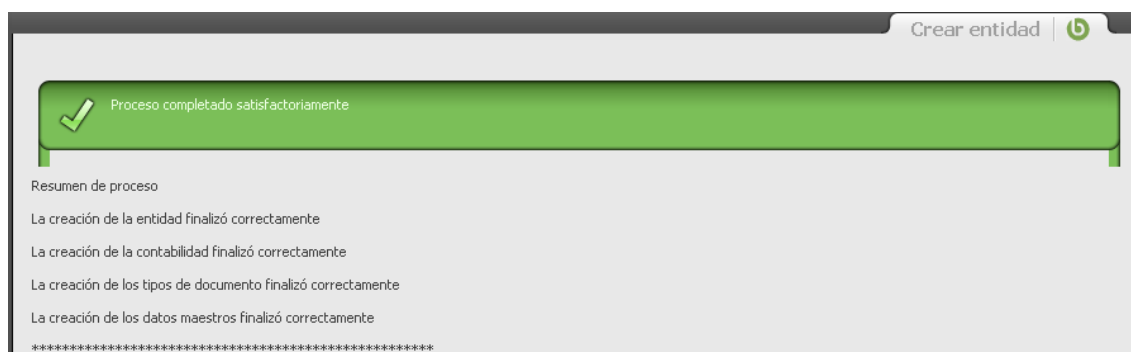 Crear entidad
Proceso completado satisfactoriamente
Resumen de proceso
La creación de la entidad finalizó correctamente
La creación de la contabilidad finalizó correctamente
La creación de los tipos de documento finalizó correctamente
La creación de los datos maestros finalizó correctamente
*****************************************************